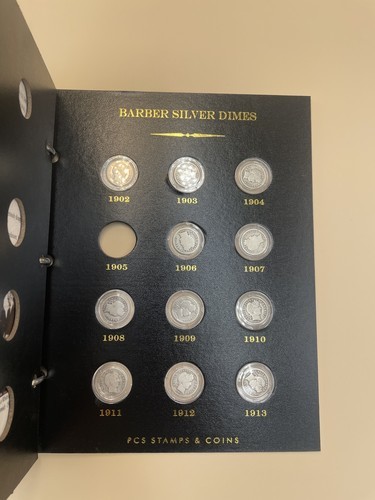 BARBER SILVER DIMES
1902 1903 1904
1905 1906 1907
1908 1909 1910
1911 1912 1913
PCS STAMPS & COINS